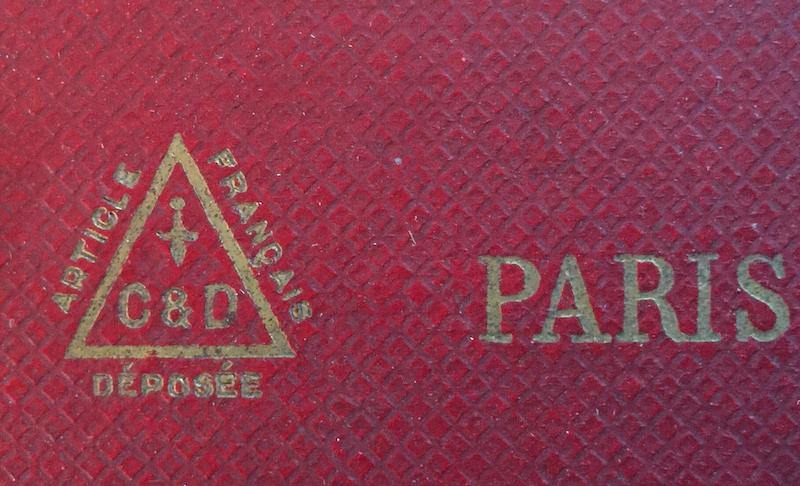 ARTICLE FRANÇAIS
C & D
DÉPOSÉE
PARIS